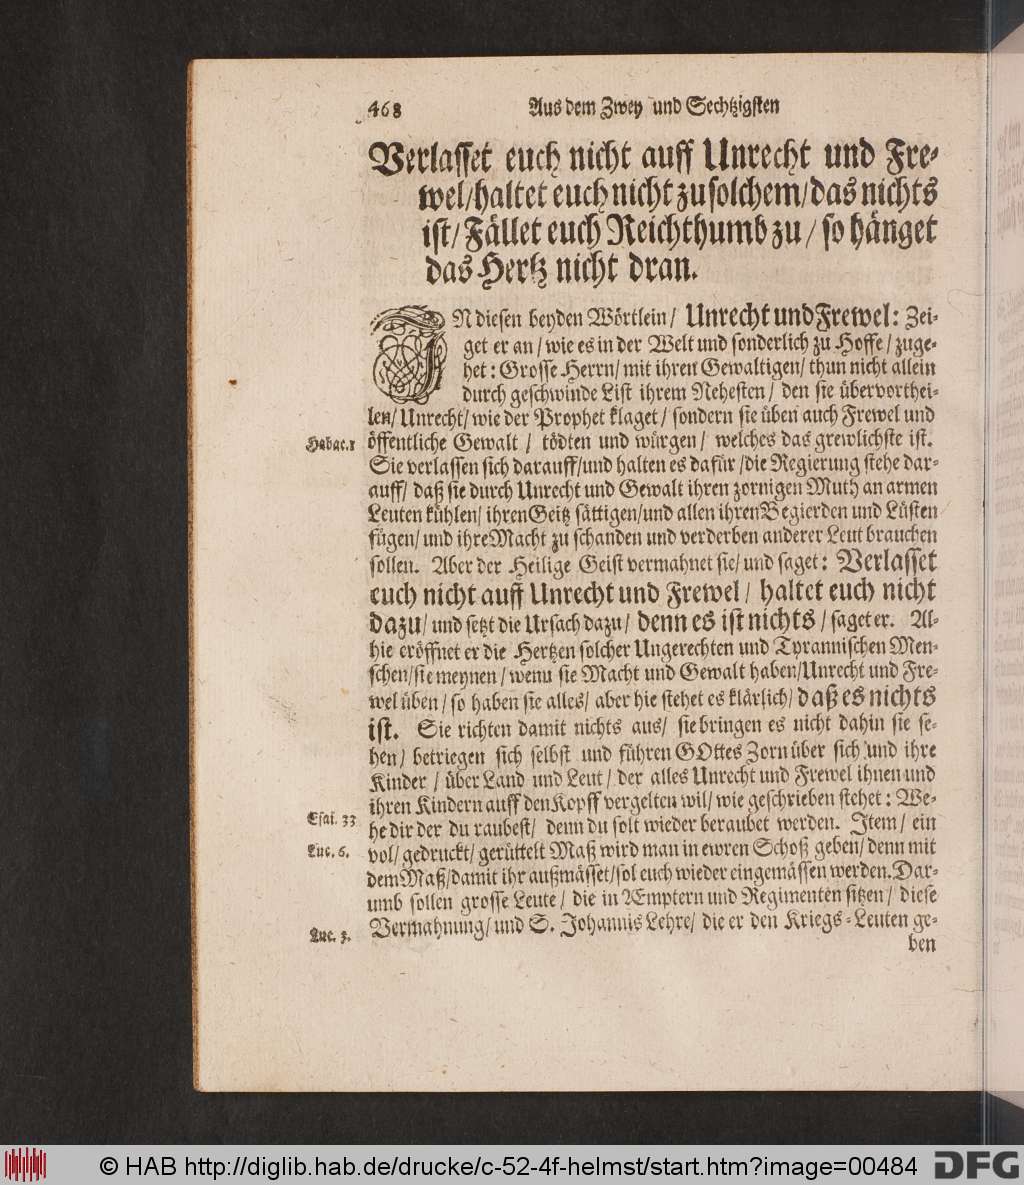 468 Aus dem Zwey und Sechtzigsten
Verlasset euch nicht auff Unrecht und Fre-
wel/haltet euch nicht zu solchem/das nichts
ist/ Fället euch Reichthumb zu / so hänget
das Hertz nicht dran.
IN diesen beyden Wörtlein/ Unrecht und Frewel: Zei-
get er an / wie es in der Welt und sonderlich zu Hoffe / zuge-
het: Grosse Herrn/ mit ihren Gewaltigen/ thun nicht allein
durch geschwinde List ihrem Nehesten / den sie übervorthei-
len/ Unrecht/ wie der Prophet klaget / sondern sie üben auch Frewel und
Habac.1 öffentliche Gewalt / tödten und würgen / welches das grewlichste ist.
Sie verlassen sich darauff/und halten es dafür /die Regierung stehe dar-
auff/ daß sie durch Unrecht und Gewalt ihren zornigen Muth an armen
Leuten kühlen/ ihren Geitz sättigen/und allen ihren Begierden und Lüsten
fügen/ und ihre Macht zu schanden und verderben anderer Leut brauchen
sollen. Aber der Heilige Geist vermahnet sie/ und saget: Verlasset
euch nicht auff Unrecht und Frewel / haltet euch nicht
dazu/ und setzt die Ursach dazu/ denn es ist nichts / saget er. Al-
hie eröffnet er die Hertzen solcher Ungerechten und Tyrannischen Men-
schen/sie meynen / wenn sie Macht und Gewalt haben/Unrecht und Fre-
wel üben / so haben sie alles/ aber hie stehet es klärlich/ daß es nichts
ist. Sie richten damit nichts aus/ sie bringen es nicht dahin sie se-
hen/ betriegen sich selbst und führen GOttes Zorn über sich und ihre
Kinder / über Land und Leut / der alles Unrecht und Frewel ihnen und
ihren Kindern auff den Kopff vergelten wil/ wie geschrieben stehet: We-
Esai. 33 he dir der du raubest/ denn du solt wieder beraubet werden. Item/ ein
Luc. 6. vol/ gedruckt/ gerüttelt Maß wird man in ewren Schoß geben/ denn mit
dem Maß/damit ihr außmässet/sol euch wieder eingemässen werden. Dar-
umb sollen grosse Leute / die in AEmptern und Regimenten sitzen / diese
Luc. 3. Vermahnung/ und S. Johannis Lehre/ die er den Kriegs-Leuten ge-
ben
© HAB http://diglib.hab.de/drucke/c-52-4f-helmst/start.htm?image=00484 DFG